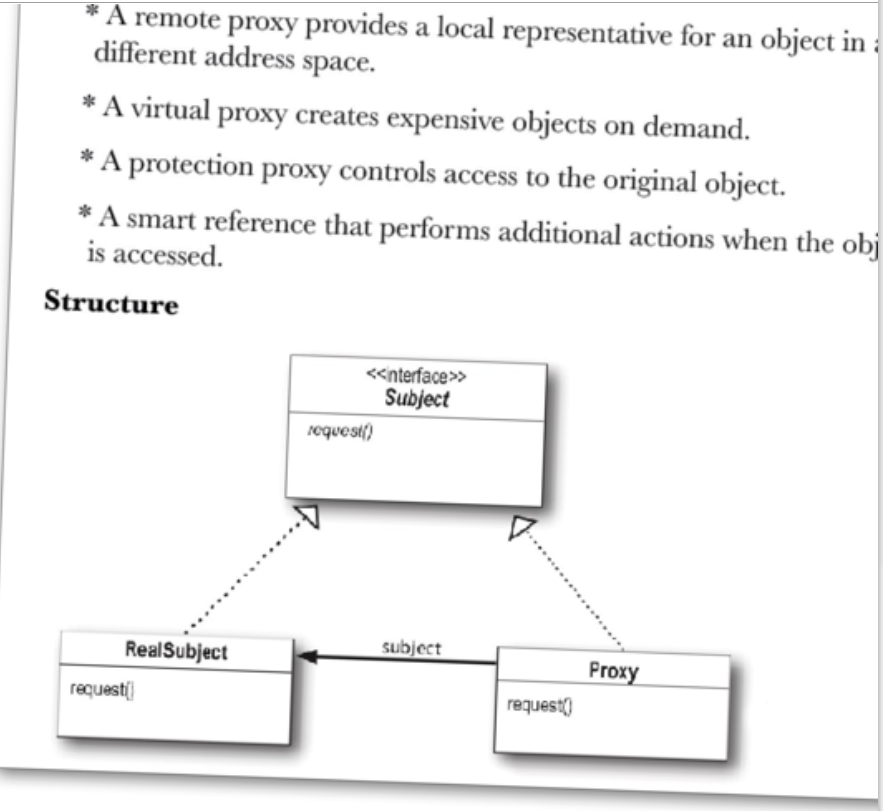 * A remote proxy provides a local representative for an object in
different address space.
* A virtual proxy creates expensive objects on demand.
* A protection proxy controls access to the original object.
* A smart reference that performs additional actions when the obj
is accessed.
Structure
<<interface>>
Subject
request()
RealSubject
request()
subject
Proxy
request()